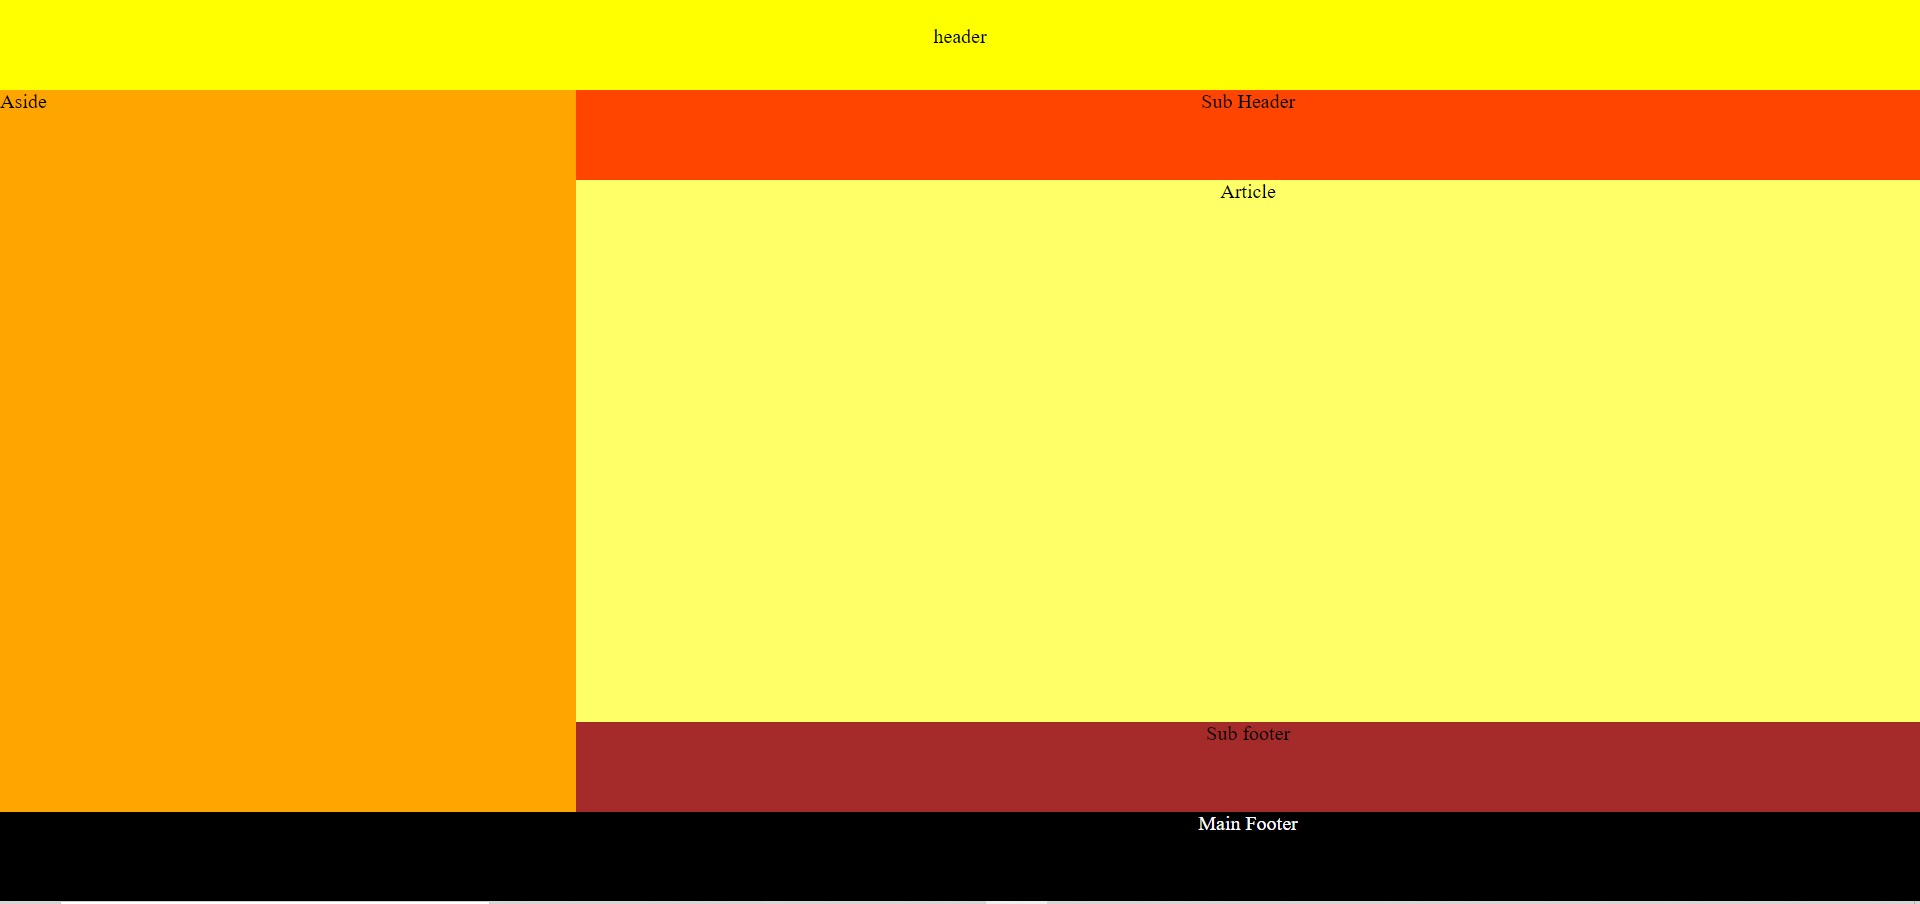 header
Aside
Sub Header
Article
Sub footer
Main Footer